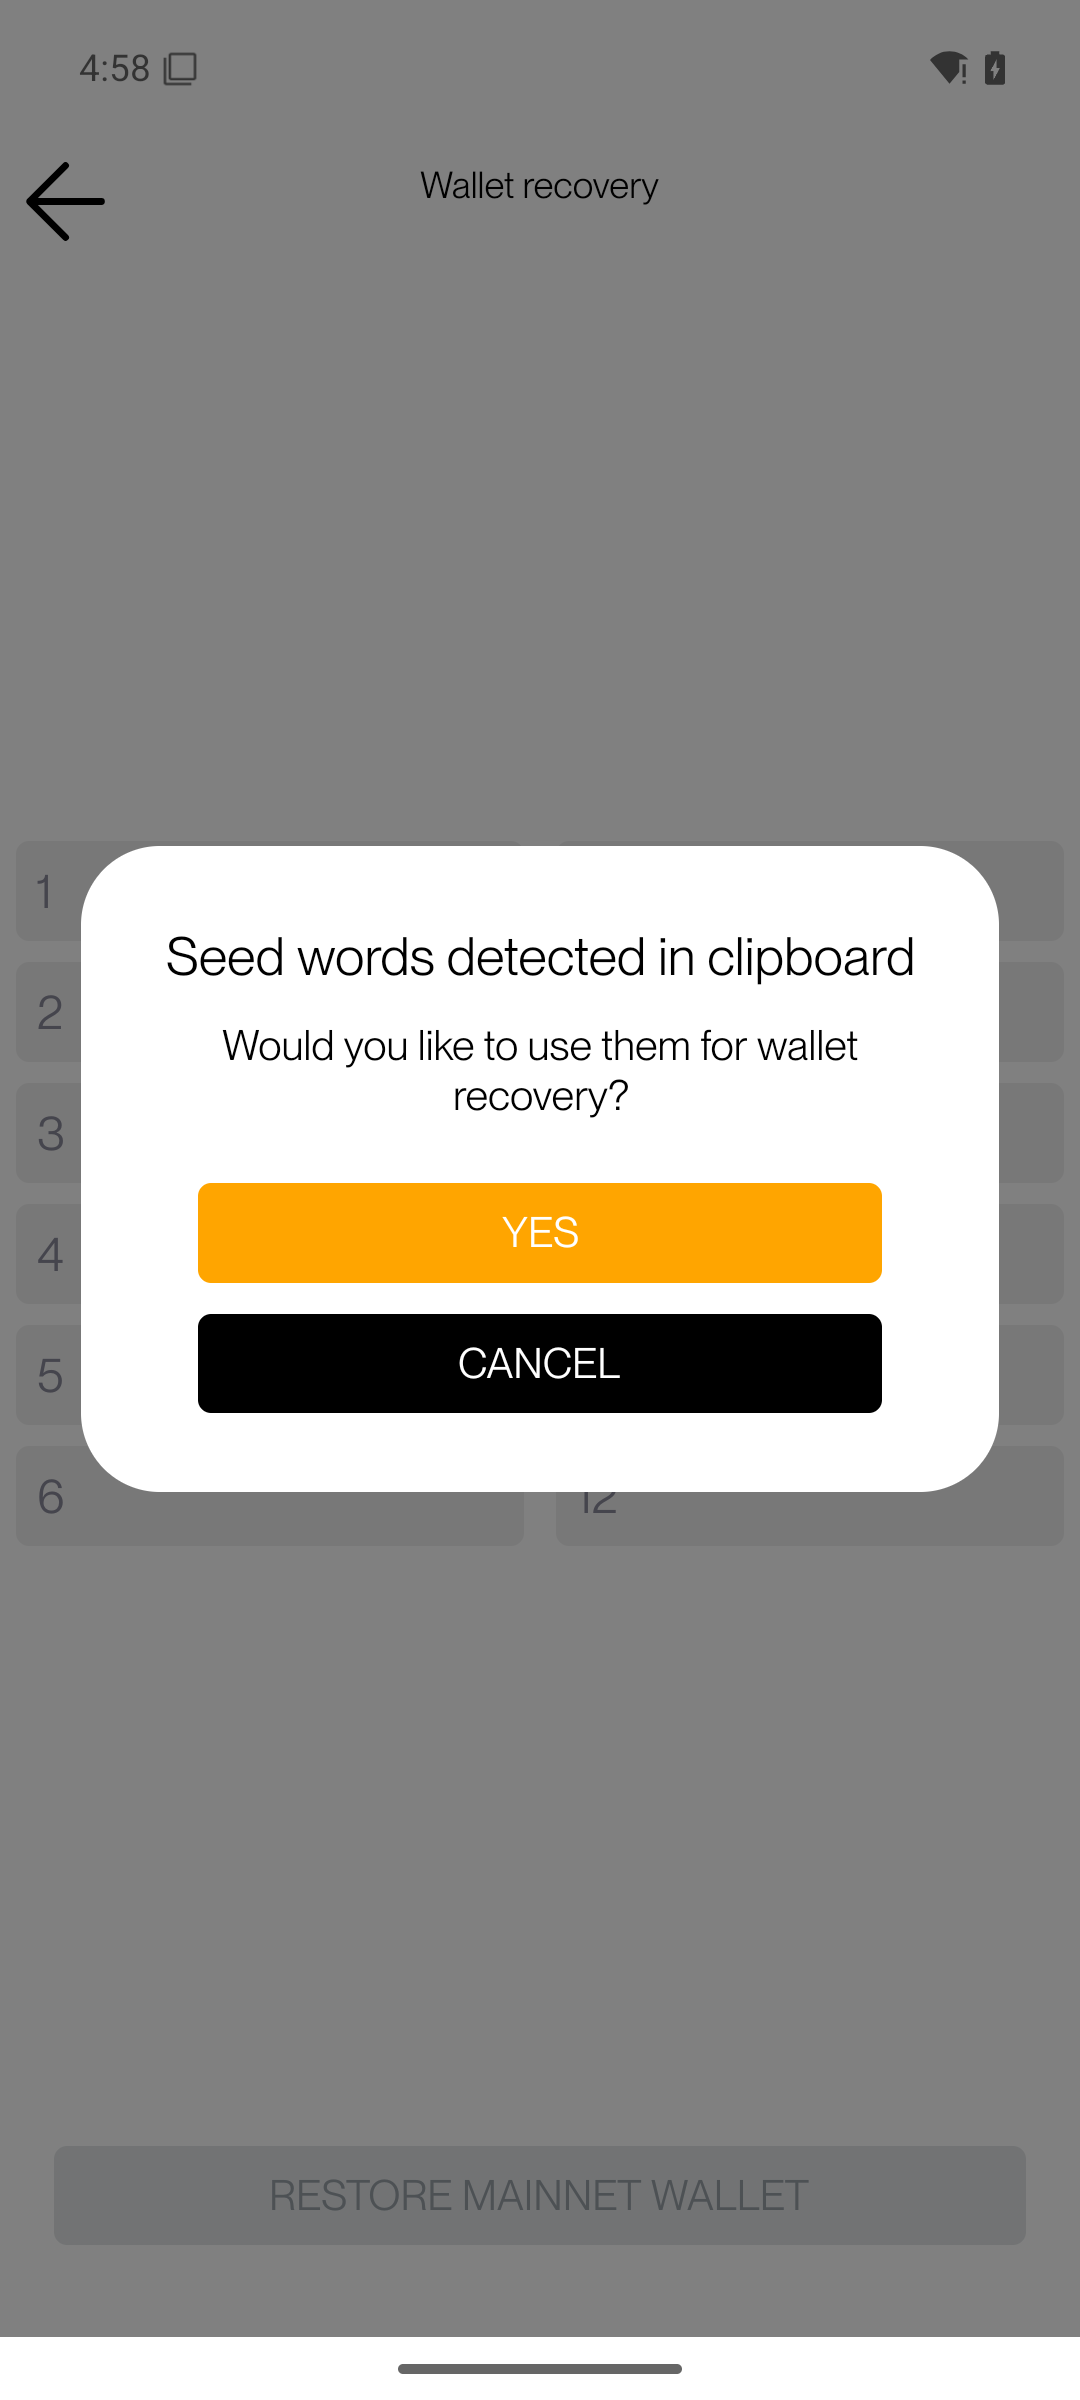 4:58
Wallet recovery
1
Seed words detected in clipboard
2
Would you like to use them for wallet
recovery?
3
YES
4
CANCEL
5
6
12
RESTORE MAINNET WALLET